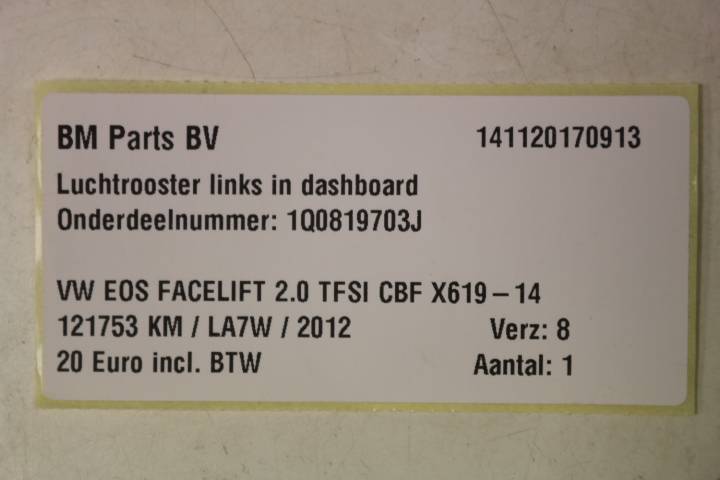 BM Parts BV 141120170913
Luchtrooster links in dashboard
Onderdeelnummer: 1Q0819703J
VW EOS FACELIFT 2.0 TFSI CBF X619-14
121753 KM / LA7W / 2012 Verz: 8
20 Euro incl. BTW Aantal: 1